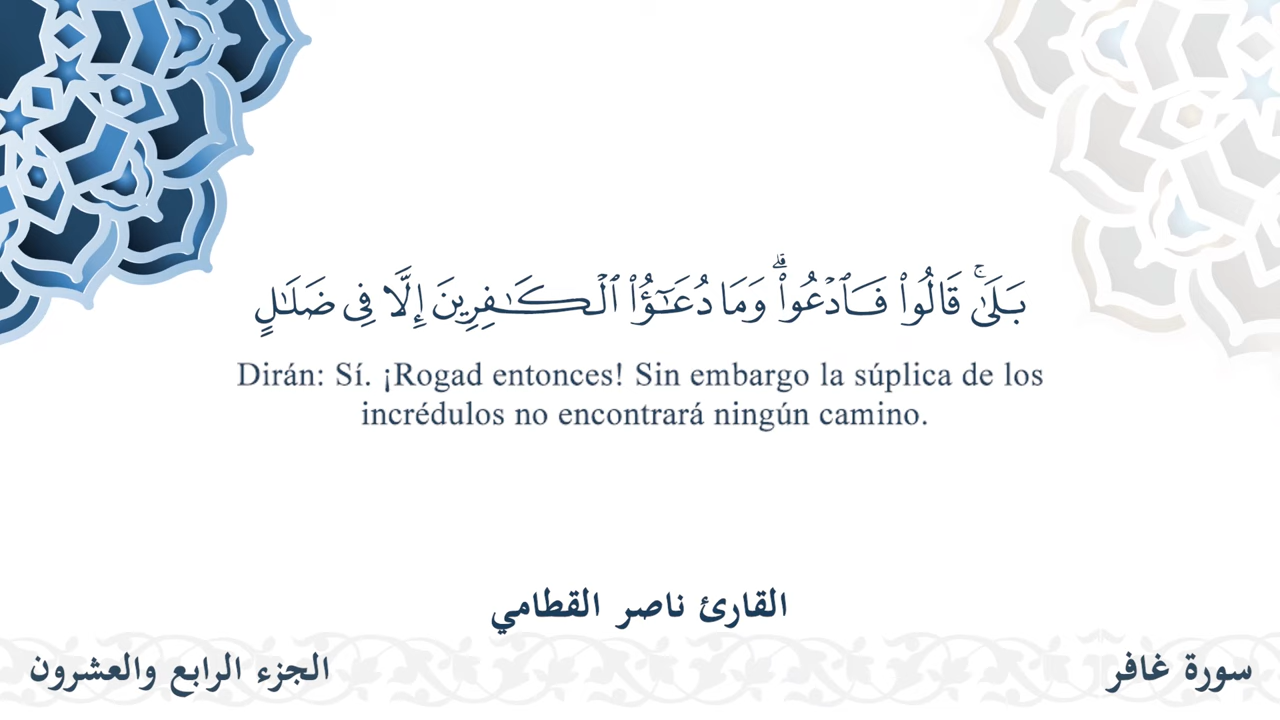 بَلَىٰۚ قَالُوا۟ فَٱدْعُوا۟ۗ وَمَا دُعَـٰٓؤُا۟ ٱلْكَـٰفِرِينَ إِلَّا فِى ضَلَـٰلٍ
Dirán: Sí. ¡Rogad entonces! Sin embargo la súplica de los
incrédulos no encontrará ningún camino.
القارئ ناصر القطامي
سورة غافر
الجزء الرابع والعشرون